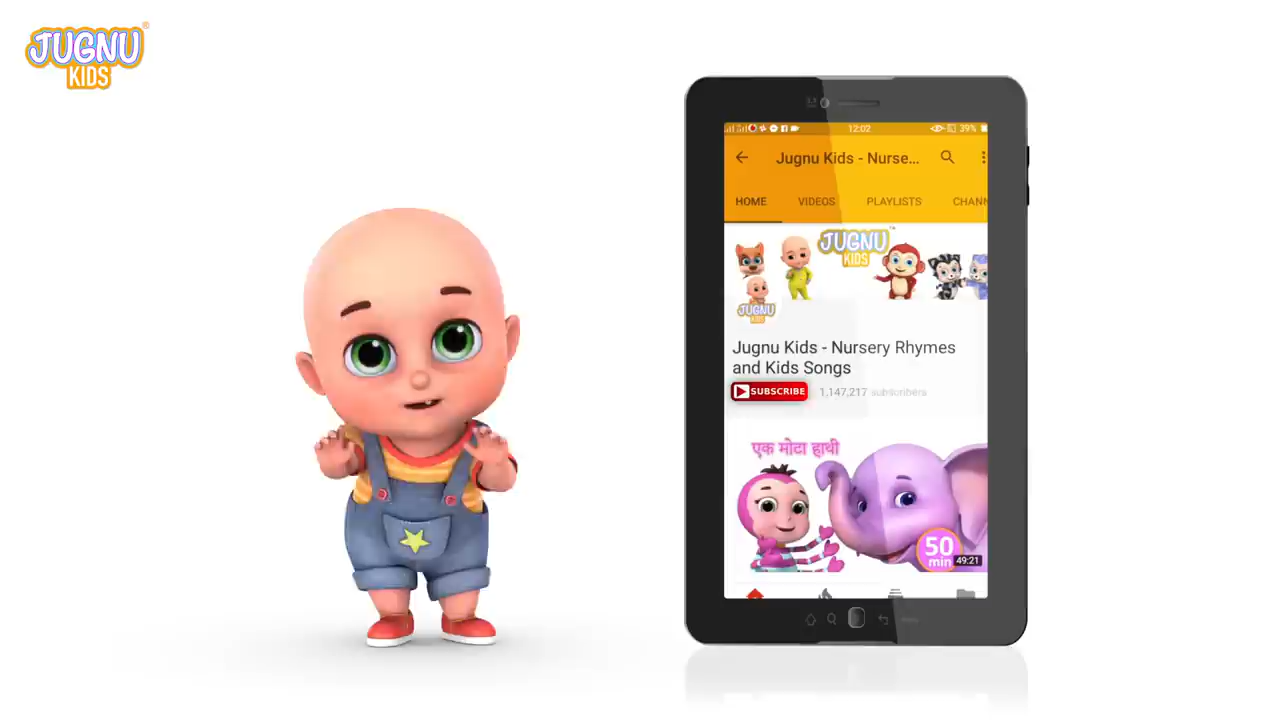 JUGNU
KIDS
12:02
39%
Jugnu Kids - Nurse...
HOME VIDEOS PLAYLISTS CHANN
JUGNU
KIDS
JUGNU
KIDS
Jugnu Kids - Nursery Rhymes
and Kids Songs
SUBSCRIBE 1,147,217 subscribers
एक मोटा हाथी
50
min
49:21